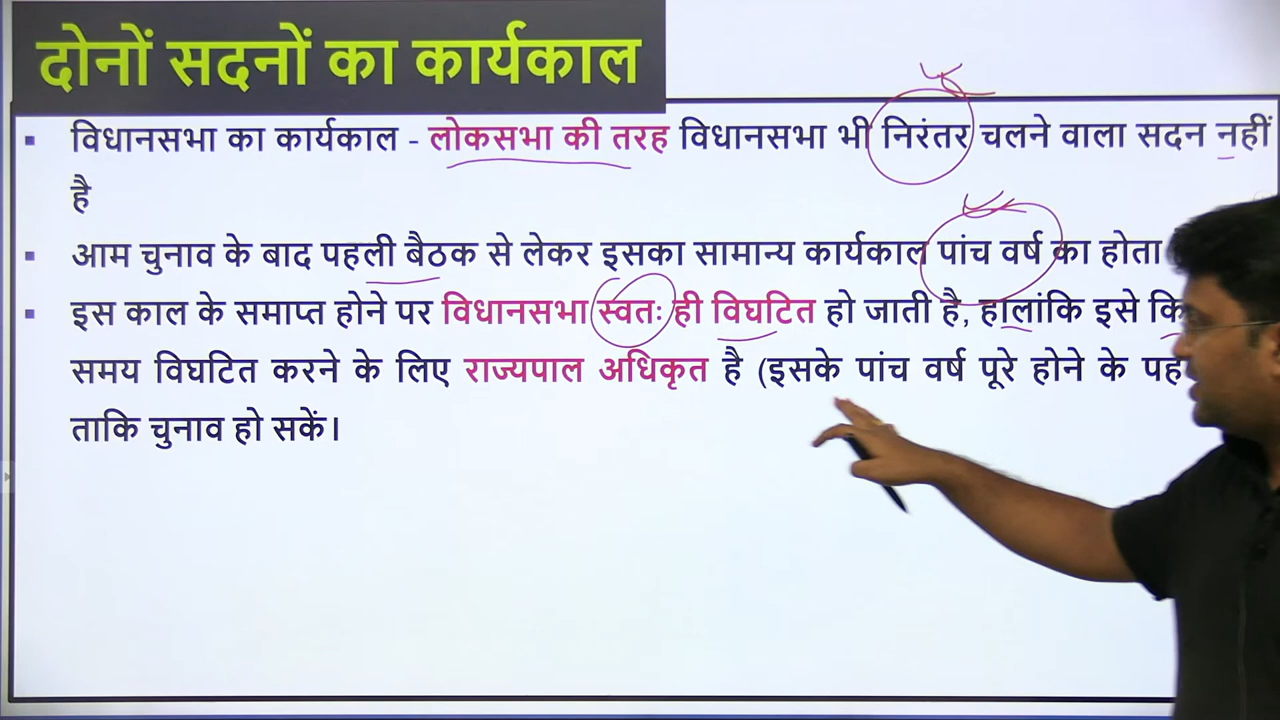 दोनों सदनों का कार्यकाल
▪ विधानसभा का कार्यकाल - लोकसभा की तरह विधानसभा भी निरंतर चलने वाला सदन नहीं
है
▪ आम चुनाव के बाद पहली बैठक से लेकर इसका सामान्य कार्यकाल पांच वर्ष का होता
▪ इस काल के समाप्त होने पर विधानसभा स्वतः ही विघटित हो जाती है, हालांकि इसे
समय विघटित करने के लिए राज्यपाल अधिकृत है (इसके पांच वर्ष पूरे होने के
ताकि चुनाव हो सकें।